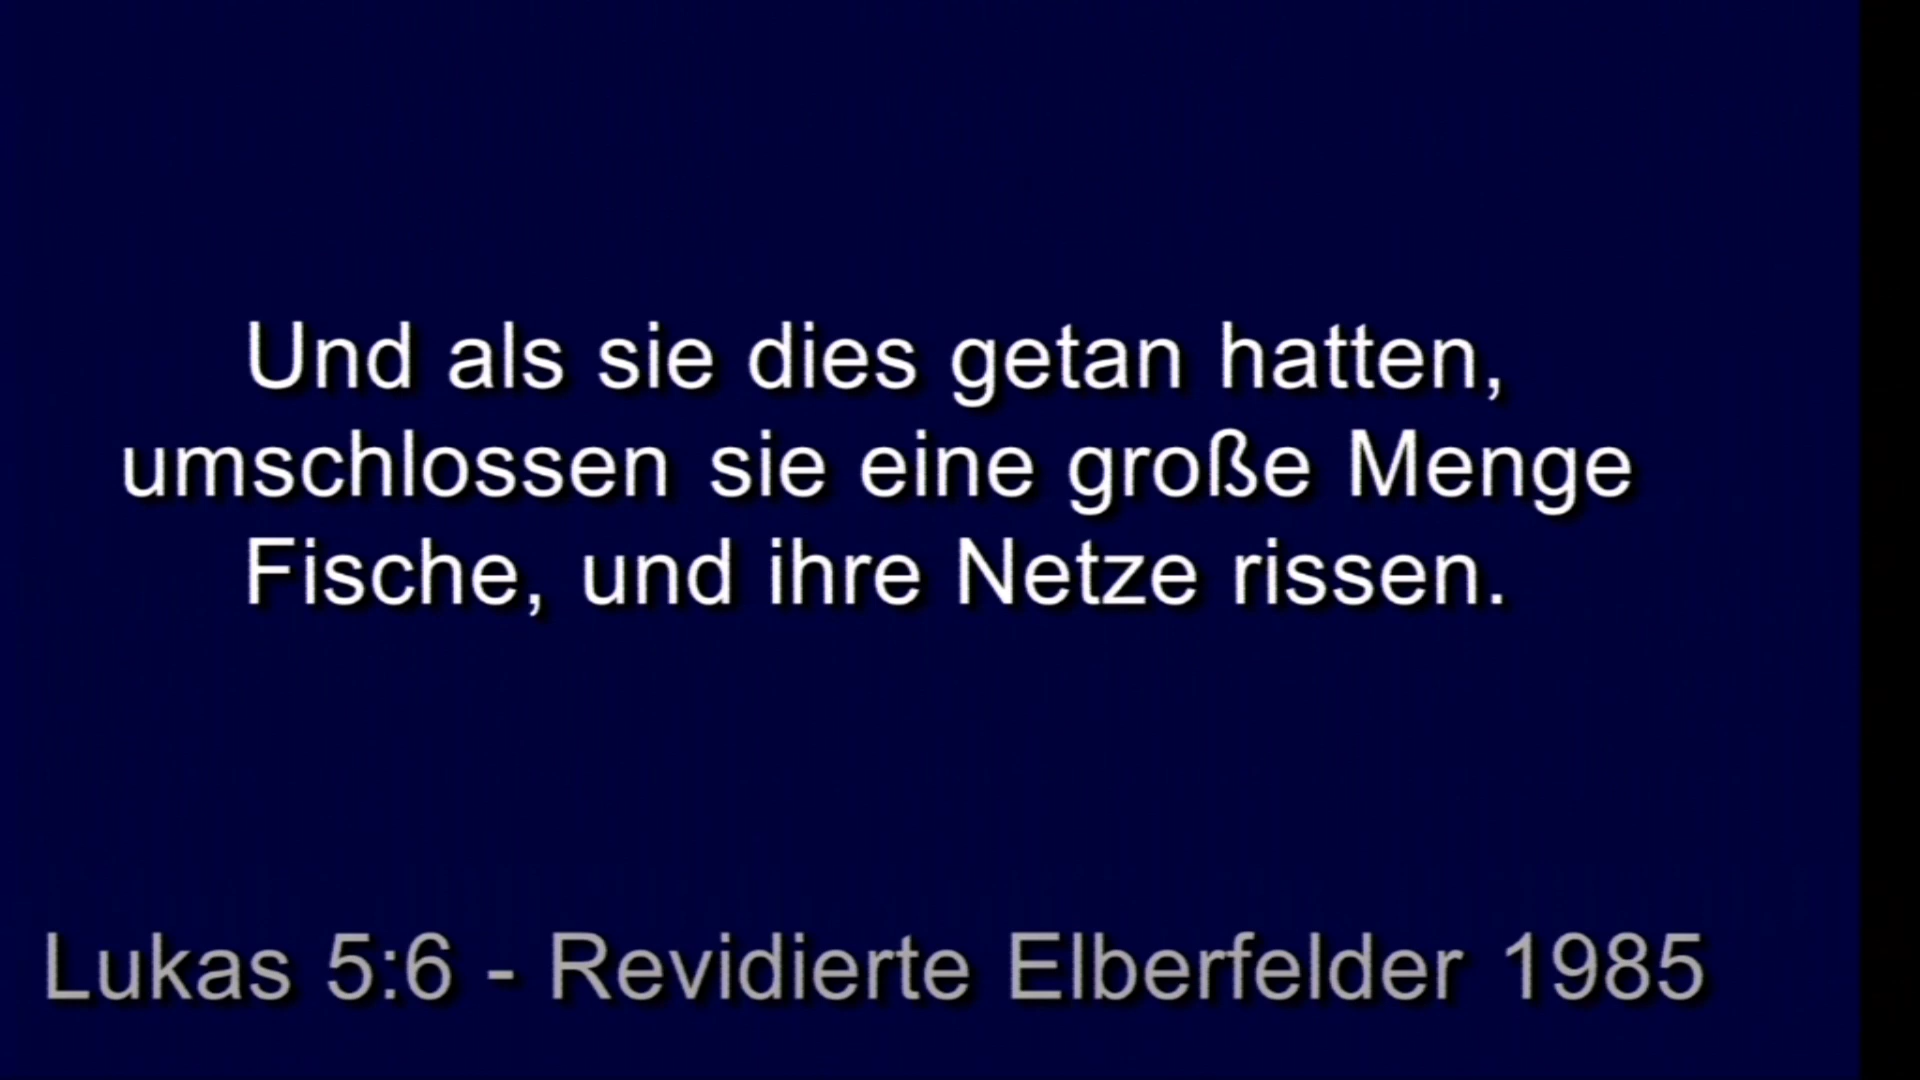 Und als sie dies getan hatten,
umschlossen sie eine große Menge
Fische, und ihre Netze rissen.
Lukas 5:6 - Revidierte Elberfelder 1985